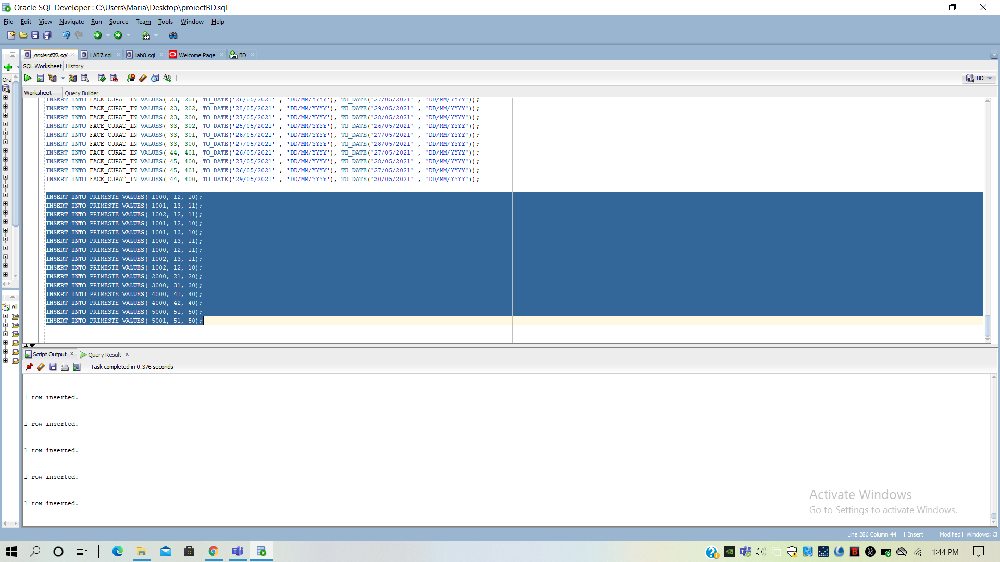 Oracle SQL Developer : C:\Users\Maria\Desktop\proiectBD.sql
File Edit View Navigate Run Source Team Tools Window Help
proiectBD.sql LAB7.sql lab8.sql Welcome Page BD
SQL Worksheet History
Ora
BD
Worksheet Query Builder
INSERT INTO FACE_CURAT_IN VALUES( 23, 201, TO_DATE('26/05/2021' , 'DD/MM/YYYY'), TO_DATE('27/05/2021' , 'DD/MM/YYYY'));
INSERT INTO FACE_CURAT_IN VALUES( 23, 202, TO_DATE('28/05/2021' , 'DD/MM/YYYY'), TO_DATE('29/05/2021' , 'DD/MM/YYYY'));
INSERT INTO FACE_CURAT_IN VALUES( 23, 200, TO_DATE('27/05/2021' , 'DD/MM/YYYY'), TO_DATE('28/05/2021' , 'DD/MM/YYYY'));
INSERT INTO FACE_CURAT_IN VALUES( 33, 302, TO_DATE('25/05/2021' , 'DD/MM/YYYY'), TO_DATE('26/05/2021' , 'DD/MM/YYYY'));
INSERT INTO FACE_CURAT_IN VALUES( 33, 301, TO_DATE('26/05/2021' , 'DD/MM/YYYY'), TO_DATE('27/05/2021' , 'DD/MM/YYYY'));
INSERT INTO FACE_CURAT_IN VALUES( 33, 300, TO_DATE('27/05/2021' , 'DD/MM/YYYY'), TO_DATE('28/05/2021' , 'DD/MM/YYYY'));
INSERT INTO FACE_CURAT_IN VALUES( 44, 401, TO_DATE('26/05/2021' , 'DD/MM/YYYY'), TO_DATE('27/05/2021' , 'DD/MM/YYYY'));
INSERT INTO FACE_CURAT_IN VALUES( 45, 400, TO_DATE('27/05/2021' , 'DD/MM/YYYY'), TO_DATE('28/05/2021' , 'DD/MM/YYYY'));
INSERT INTO FACE_CURAT_IN VALUES( 45, 401, TO_DATE('26/05/2021' , 'DD/MM/YYYY'), TO_DATE('27/05/2021' , 'DD/MM/YYYY'));
INSERT INTO FACE_CURAT_IN VALUES( 44, 400, TO_DATE('29/05/2021' , 'DD/MM/YYYY'), TO_DATE('30/05/2021' , 'DD/MM/YYYY'));
INSERT INTO PRIMESTE VALUES( 1000, 12, 10);
INSERT INTO PRIMESTE VALUES( 1001, 13, 11);
INSERT INTO PRIMESTE VALUES( 1002, 12, 11);
INSERT INTO PRIMESTE VALUES( 1001, 12, 10);
INSERT INTO PRIMESTE VALUES( 1001, 13, 10);
INSERT INTO PRIMESTE VALUES( 1000, 13, 11);
INSERT INTO PRIMESTE VALUES( 1000, 12, 11);
INSERT INTO PRIMESTE VALUES( 1002, 13, 11);
INSERT INTO PRIMESTE VALUES( 1002, 12, 10);
INSERT INTO PRIMESTE VALUES( 2000, 21, 20);
INSERT INTO PRIMESTE VALUES( 3000, 31, 30);
INSERT INTO PRIMESTE VALUES( 4000, 41, 40);
INSERT INTO PRIMESTE VALUES( 4000, 42, 40);
INSERT INTO PRIMESTE VALUES( 5000, 51, 50);
INSERT INTO PRIMESTE VALUES( 5001, 51, 50);
All
Script Output Query Result
Task completed in 0.376 seconds
1 row inserted.
1 row inserted.
1 row inserted.
1 row inserted.
1 row inserted.
Activate Windows
Go to Settings to activate Windows.
Line 286 Column 44 Insert Modified Windows: CR
1:44 PM